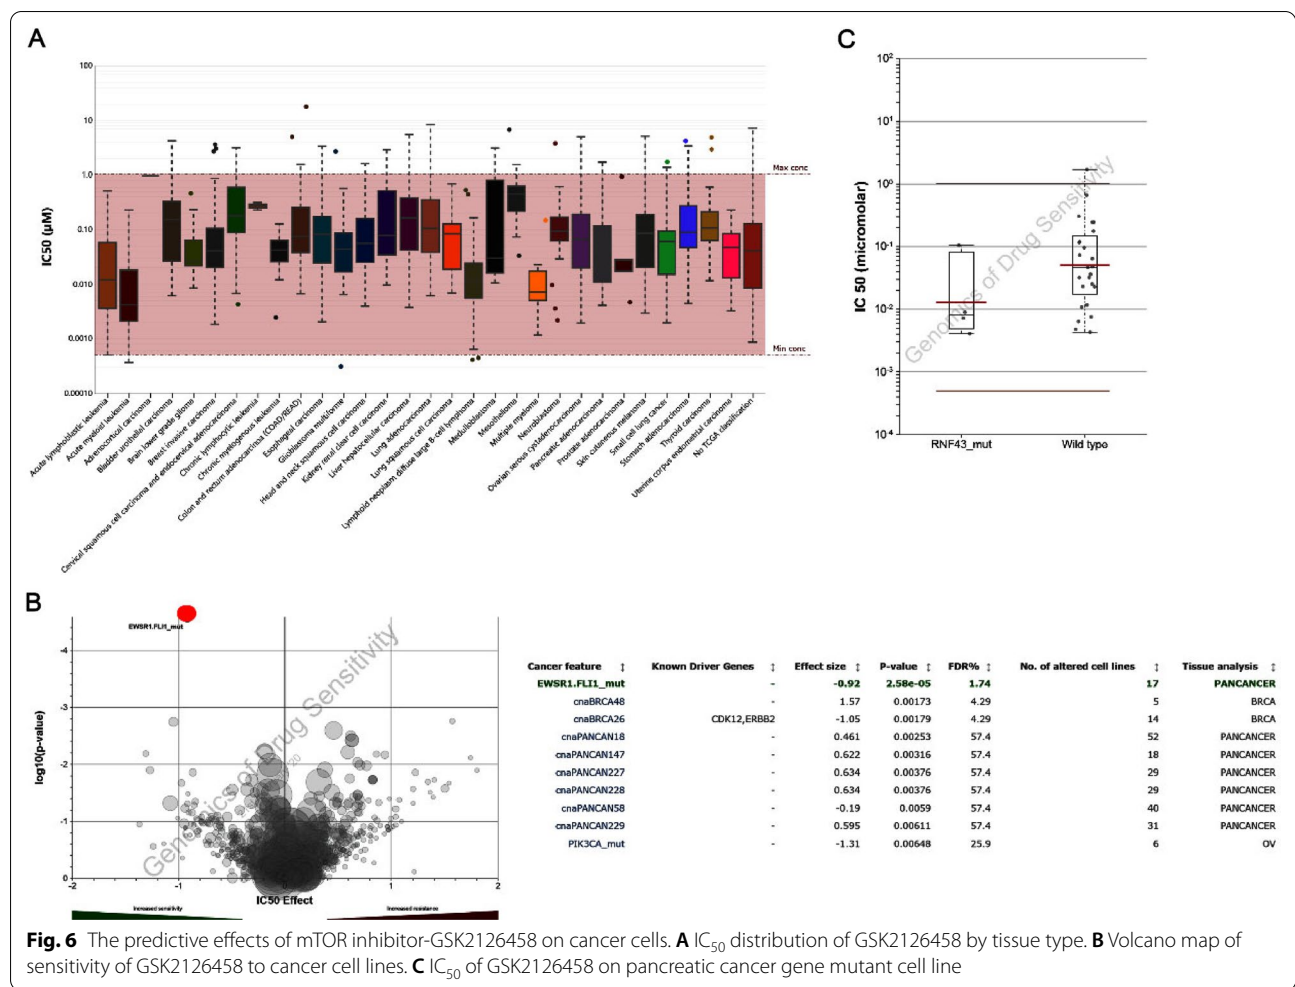 A
C
100
10
1.0
0.10
0.010
0.0010
0.00010
IC50 (µM)
Max conc
Min conc
Acute lymphoblastic leukemia
Acute myeloid leukemia
Adrenocortical carcinoma
Bladder urothelial carcinoma
Brain lower grade glioma
Breast invasive carcinoma
Cervical squamous cell carcinoma and endocervical adenocarcinoma
Chronic lymphocytic leukemia
Chronic myelogenous leukemia
Colon and rectum adenocarcinoma (COAD/READ)
Esophageal carcinoma
Glioblastoma multiforme
Head and neck squamous cell carcinoma
Kidney renal clear cell carcinoma
Liver hepatocellular carcinoma
Lung adenocarcinoma
Lung squamous cell carcinoma
Lymphoid neoplasm diffuse large B-cell lymphoma
Medulloblastoma
Mesothelioma
Multiple myeloma
Neuroblastoma
Ovarian serous cystadenocarcinoma
Pancreatic adenocarcinoma
Prostate adenocarcinoma
Skin cutaneous melanoma
Small cell lung cancer
Stomach adenocarcinoma
Thyroid carcinoma
Uterine corpus endometrial carcinoma
No TCGA classification
10²
10¹
10⁰
10⁻¹
10⁻²
10⁻³
10⁻⁴
IC 50 (micromolar)
Genomics of Drug Sensitivity
RNF43_mut Wild type
B
EWSR1.FLI1_mut
-4
-3
-2
-1
0
log10(p-value)
Genomics of Drug Sensitivity
-2 -1 0 1 2
IC50 Effect
Increased sensitivity Increased resistance
Cancer feature Known Driver Genes Effect size P-value FDR% No. of altered cell lines Tissue analysis
EWSR1.FLI1_mut - -0.92 2.58e-05 1.74 17 PANCANCER
cnaBRCA48 - 1.57 0.00173 4.29 5 BRCA
cnaBRCA26 CDK12,ERBB2 -1.05 0.00179 4.29 14 BRCA
cnaPANCAN18 - 0.461 0.00253 57.4 52 PANCANCER
cnaPANCAN147 - 0.622 0.00316 57.4 18 PANCANCER
cnaPANCAN227 - 0.634 0.00376 57.4 29 PANCANCER
cnaPANCAN228 - 0.634 0.00376 57.4 29 PANCANCER
cnaPANCAN58 - -0.19 0.0059 57.4 40 PANCANCER
cnaPANCAN229 - 0.595 0.00611 57.4 31 PANCANCER
PIK3CA_mut - -1.31 0.00648 25.9 6 OV
Fig. 6 The predictive effects of mTOR inhibitor-GSK2126458 on cancer cells. A IC₅₀ distribution of GSK2126458 by tissue type. B Volcano map of
sensitivity of GSK2126458 to cancer cell lines. C IC₅₀ of GSK2126458 on pancreatic cancer gene mutant cell line